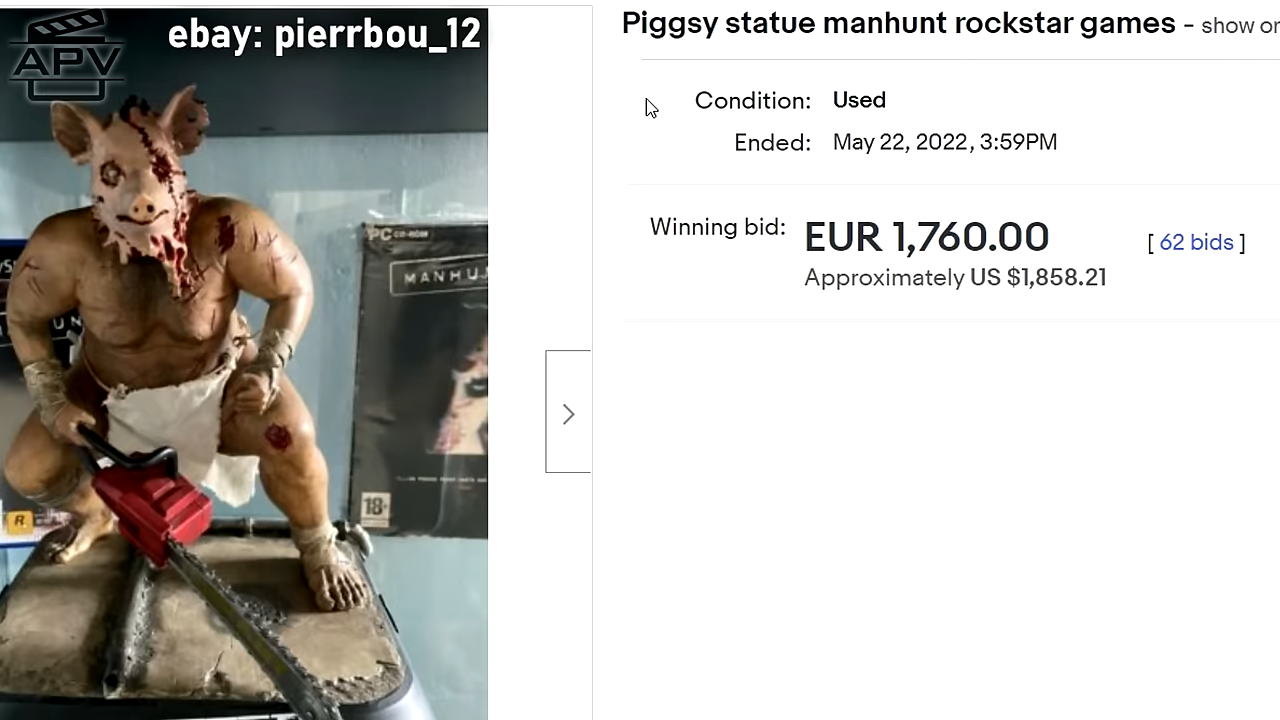 APV
ebay: pierrbou_12
Piggsy statue manhunt rockstar games - show or
Condition: Used
Ended: May 22, 2022, 3:59PM
Winning bid: EUR 1,760.00 [ 62 bids ]
Approximately US $1,858.21
PC CD-ROM
MANHU
18+
R